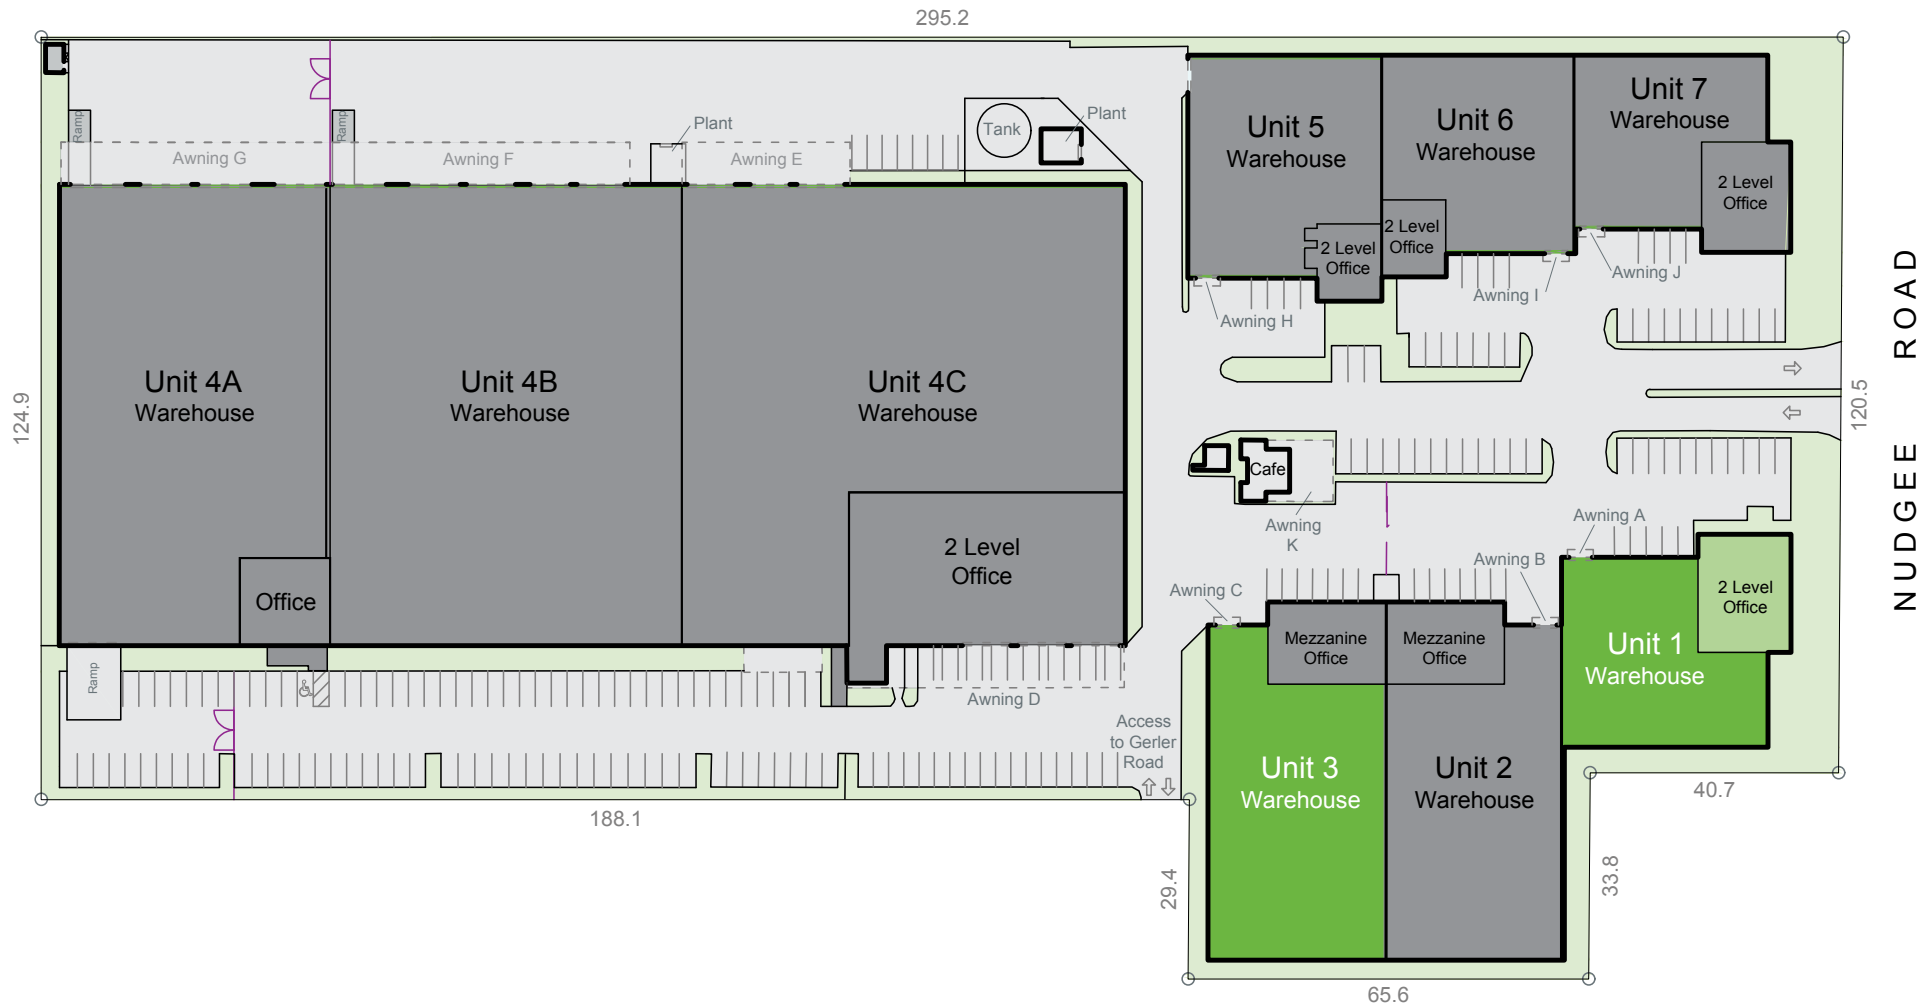 295.2
Ramp
Ramp
Plant
Plant
Tank
Awning G
Awning F
Awning E
Unit 5
Warehouse
Unit 6
Warehouse
Unit 7
Warehouse
2 Level
Office
2 Level
Office
2 Level
Office
Awning H
Awning I
Awning J
NUDGEE ROAD
124.9
120.5
Unit 4A
Warehouse
Unit 4B
Warehouse
Unit 4C
Warehouse
Cafe
Awning
K
Awning A
Awning B
Awning C
Office
2 Level
Office
2 Level
Office
Mezzanine
Office
Mezzanine
Office
Unit 1
Warehouse
Ramp
Awning D
Access
to Gerler
Road
Unit 3
Warehouse
Unit 2
Warehouse
188.1
40.7
29.4
33.8
65.6